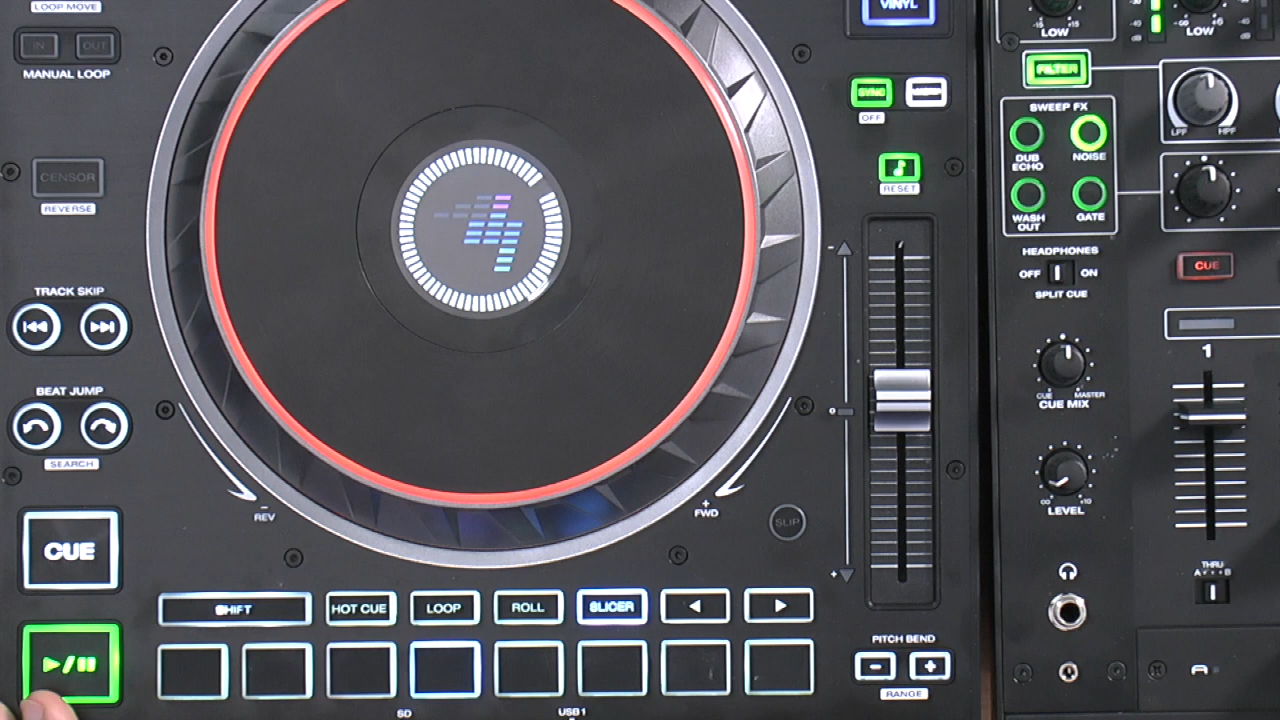 LOOP MOVE
IN OUT
MANUAL LOOP
CENSOR
REVERSE
TRACK SKIP
BEAT JUMP
SEARCH
CUE
▶/❚❚
−
REV
+
FWD
SLIP
SHIFT
HOT CUE
LOOP
ROLL
SLICER
SD
USB 1
VINYL
SYNC
OFF
RESET
−
0
+
PITCH BEND
− +
RANGE
LOW
LOW
FILTER
SWEEP FX
DUB ECHO
NOISE
WASH OUT
GATE
LPF HPF
HEADPHONES
OFF ON
SPLIT CUE
CUE
CUE MASTER
CUE MIX
1
LEVEL
THRU
A B